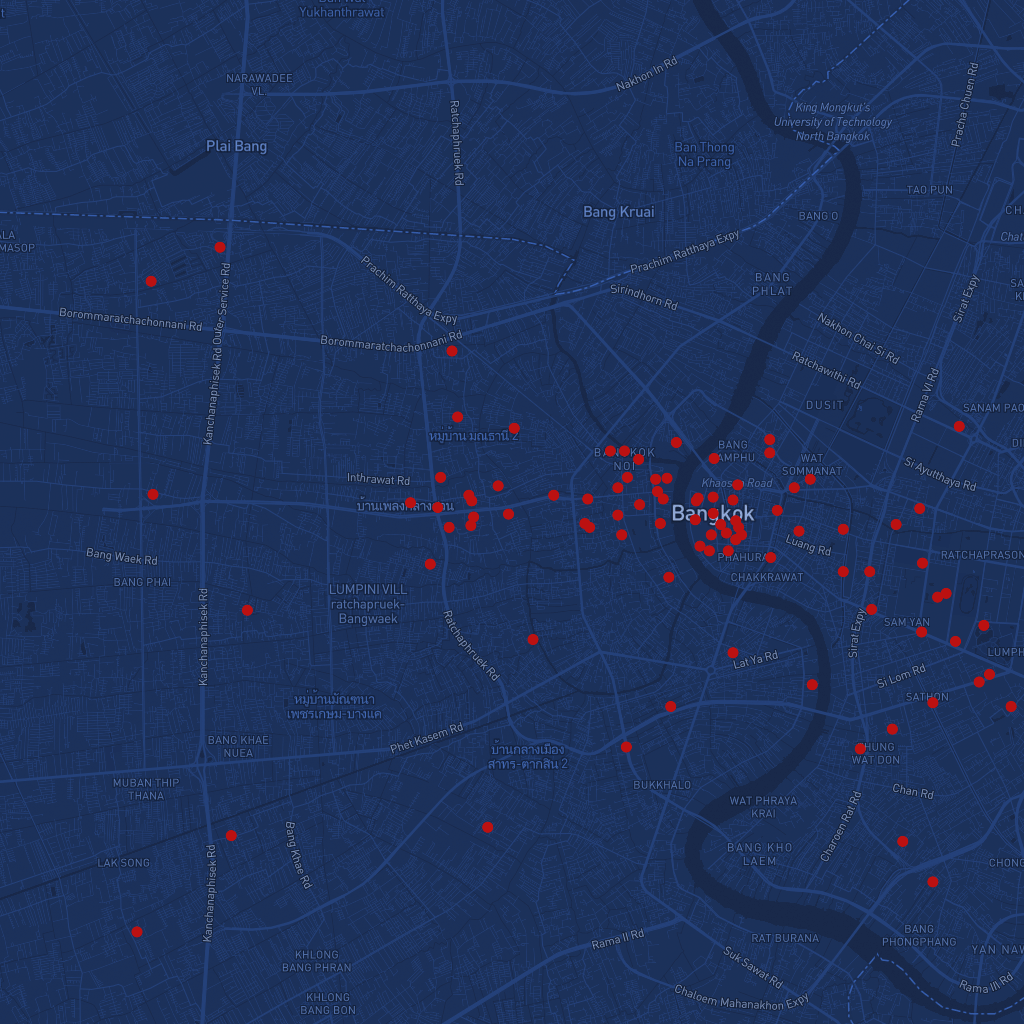 Yukhanthrawat
NARAWADEE
VL.
Nakhon In Rd
Ratchaphruek Rd
Pracha Chuen Rd
King Mongkut's
University of Technology
North Bangkok
Plai Bang
Ban Thong
Na Prang
TAO PUN
Bang Kruai
BANG O
MASOP
Prachim Ratthaya Expy
Prachim Ratthaya Expy
BANG
PHLAT
Sirindhorn Rd
Sirat Expy
Kanchanaphisek Rd Outer Service Rd
Borommaratchachonnani Rd
Borommaratchachonnani Rd
Nakhon Chai Si Rd
Ratchawithi Rd
Rama VI Rd
DUSIT
SANAM PAO
หมู่บ้าน มณธานี 2
BANGKOK
NOI
BANG
LAMPHU
WAT
SOMMANAT
Si Ayutthaya Rd
Inthrawat Rd
Khaosan Road
Bangkok
Luang Rd
PHAHURAT
CHAKKRAWAT
RATCHAPRASON
Bang Waek Rd
BANG PHAI
LUMPINI VILL
ratchapruek-
Bangwaek
Kanchanaphisek Rd
Ratchaphruek Rd
SAM YAN
Sirat Expy
LUMPH
Lat Ya Rd
Si Lom Rd
SATHON
หมู่บ้านมัณฑนา
เพชรเกษม-บางแค
Phet Kasem Rd
BANG KHAE
NUEA
บ้านกลางเมือง
สาทร-ตากสิน 2
THUNG
WAT DON
MUBAN THIP
THANA
BUKKHALO
WAT PHRAYA
KRAI
Chan Rd
Charoen Rat Rd
BANG KHO
LAEM
LAK SONG
Bang Khae Rd
Kanchanaphisek Rd
CHONG
Rama II Rd
RAT BURANA
BANG
PHONGPHANG
YAN NAW
KHLONG
BANG PHRAN
Suk Sawat Rd
Rama III Rd
KHLONG
BANG BON
Chaloem Mahanakhon Expy